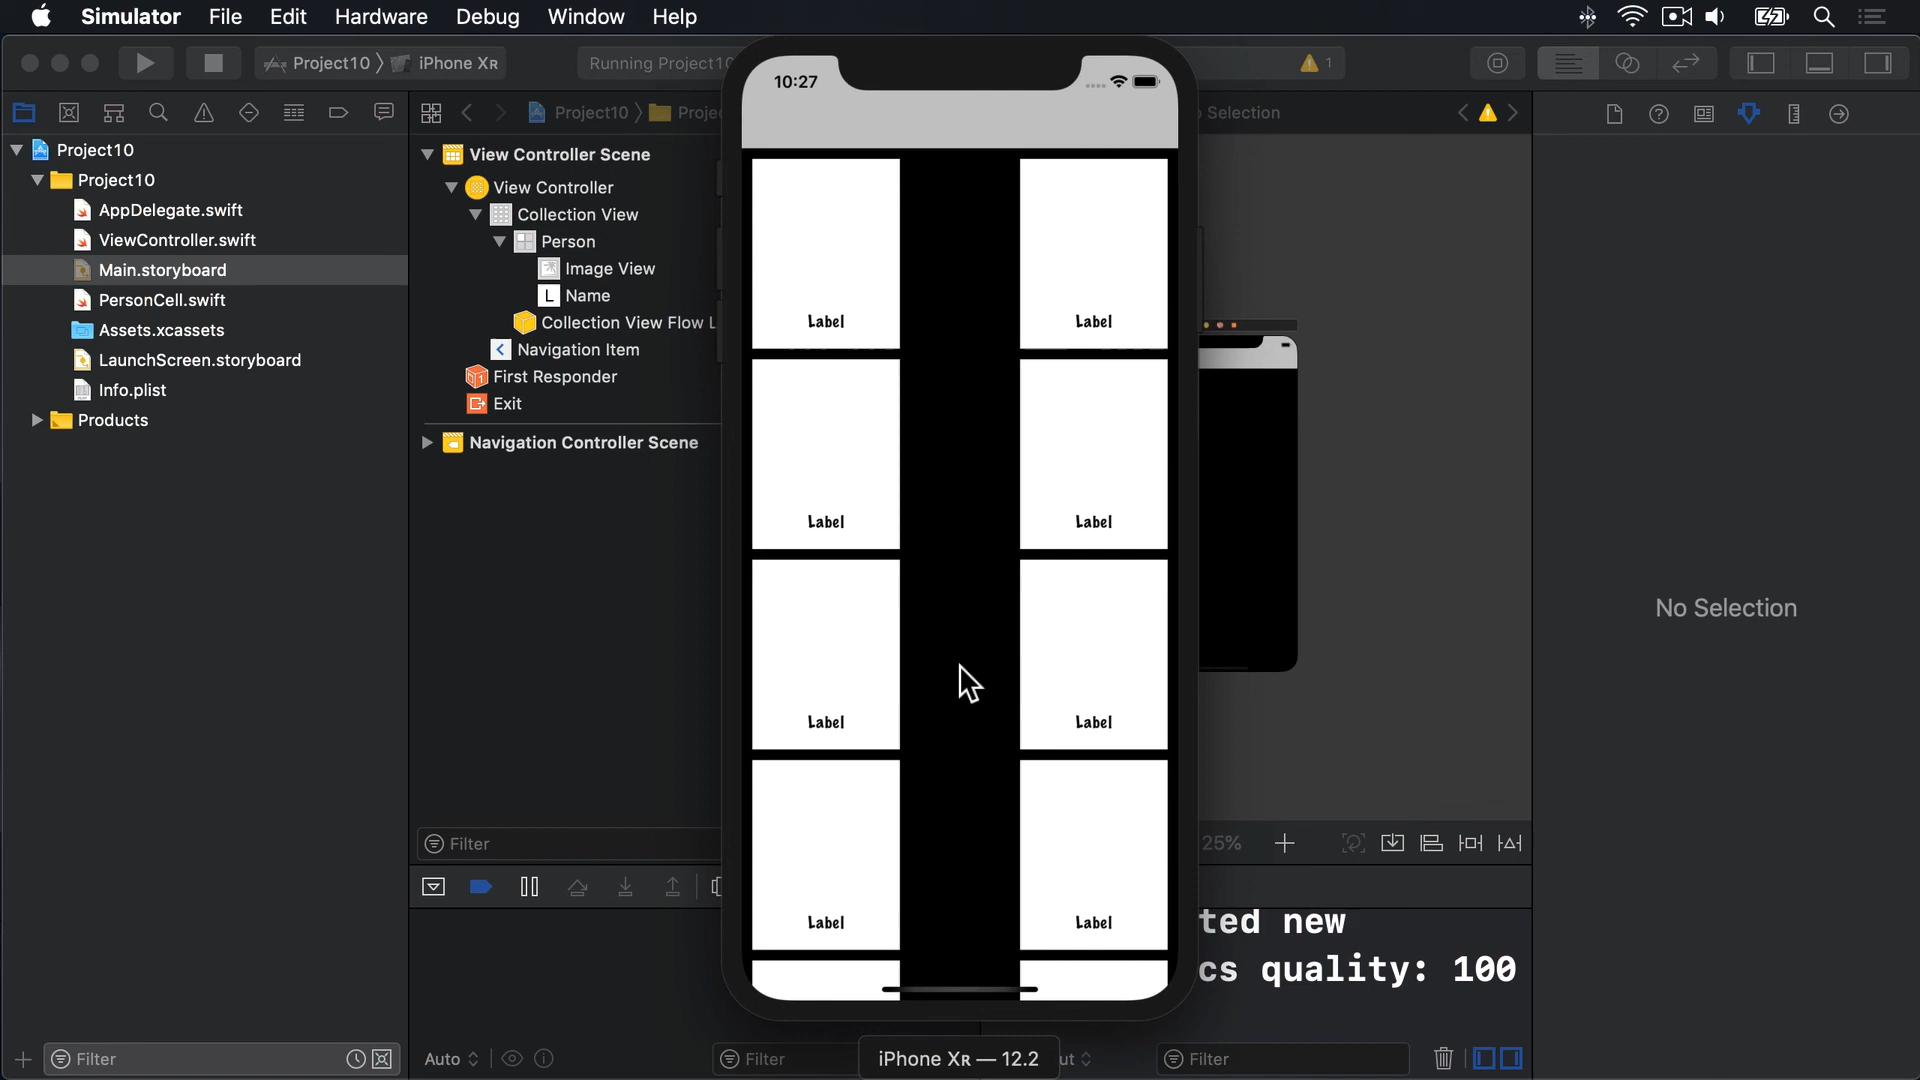 Simulator File Edit Hardware Debug Window Help
Project10 iPhone XR Running Project10 1
10:27
Project10 Selection
Project10
Project10
AppDelegate.swift
ViewController.swift
Main.storyboard
PersonCell.swift
Assets.xcassets
LaunchScreen.storyboard
Info.plist
Products
View Controller Scene
View Controller
Collection View
Person
Image View
L Name
Collection View Flow L
Navigation Item
First Responder
Exit
Navigation Controller Scene
Label Label
Label Label
Label Label
Label Label
No Selection
Filter
25%
ted new
cs quality: 100
Filter
Auto
Filter
iPhone XR — 12.2
Filter